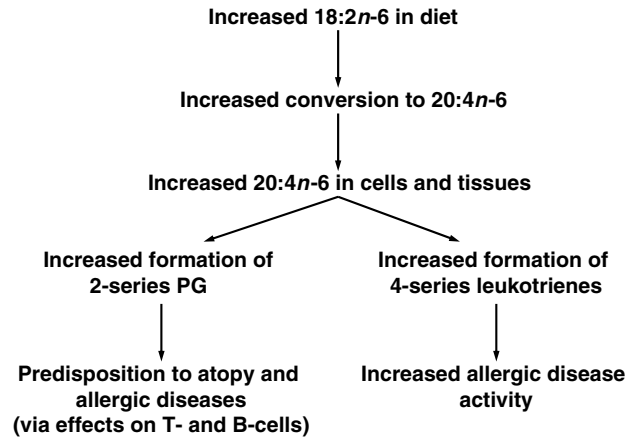 Increased 18:2n-6 in diet
Increased conversion to 20:4n-6
Increased 20:4n-6 in cells and tissues
Increased formation of
2-series PG
Increased formation of
4-series leukotrienes
Predisposition to atopy and
allergic diseases
(via effects on T- and B-cells)
Increased allergic disease
activity